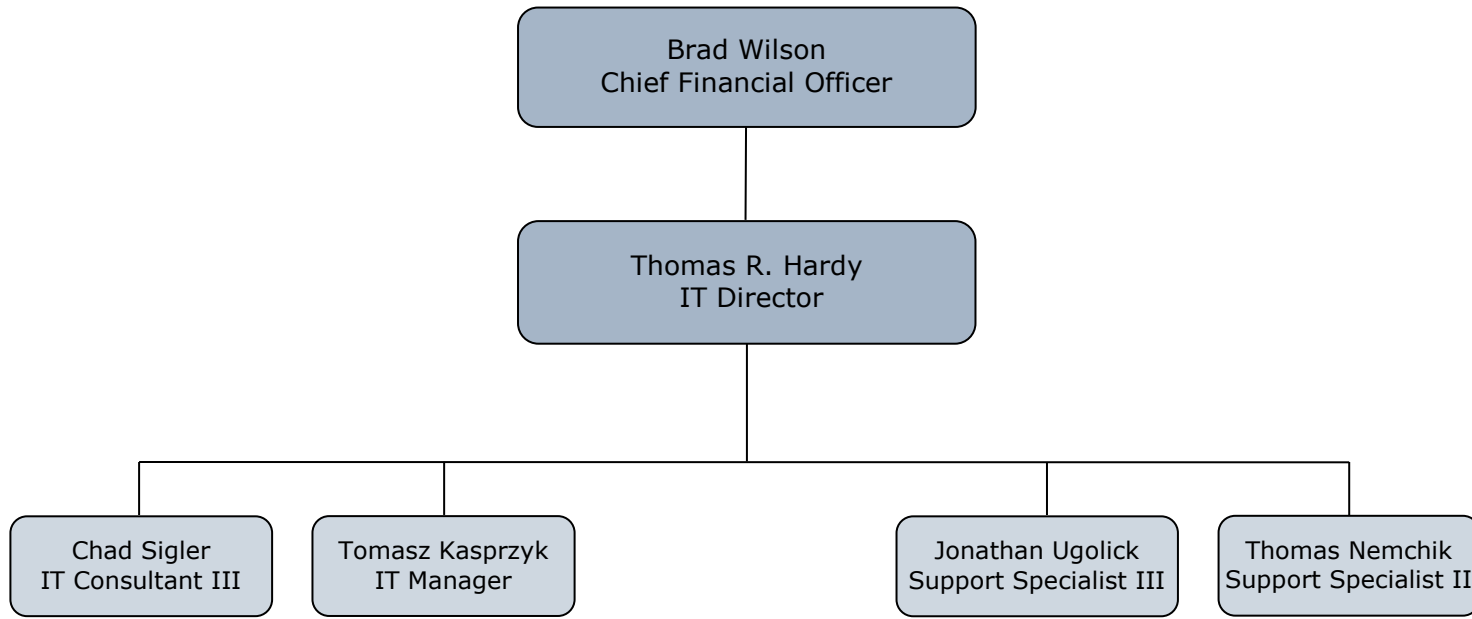 Brad Wilson
Chief Financial Officer
Thomas R. Hardy
IT Director
Chad Sigler
IT Consultant III
Tomasz Kasprzyk
IT Manager
Jonathan Ugolick
Support Specialist III
Thomas Nemchik
Support Specialist II